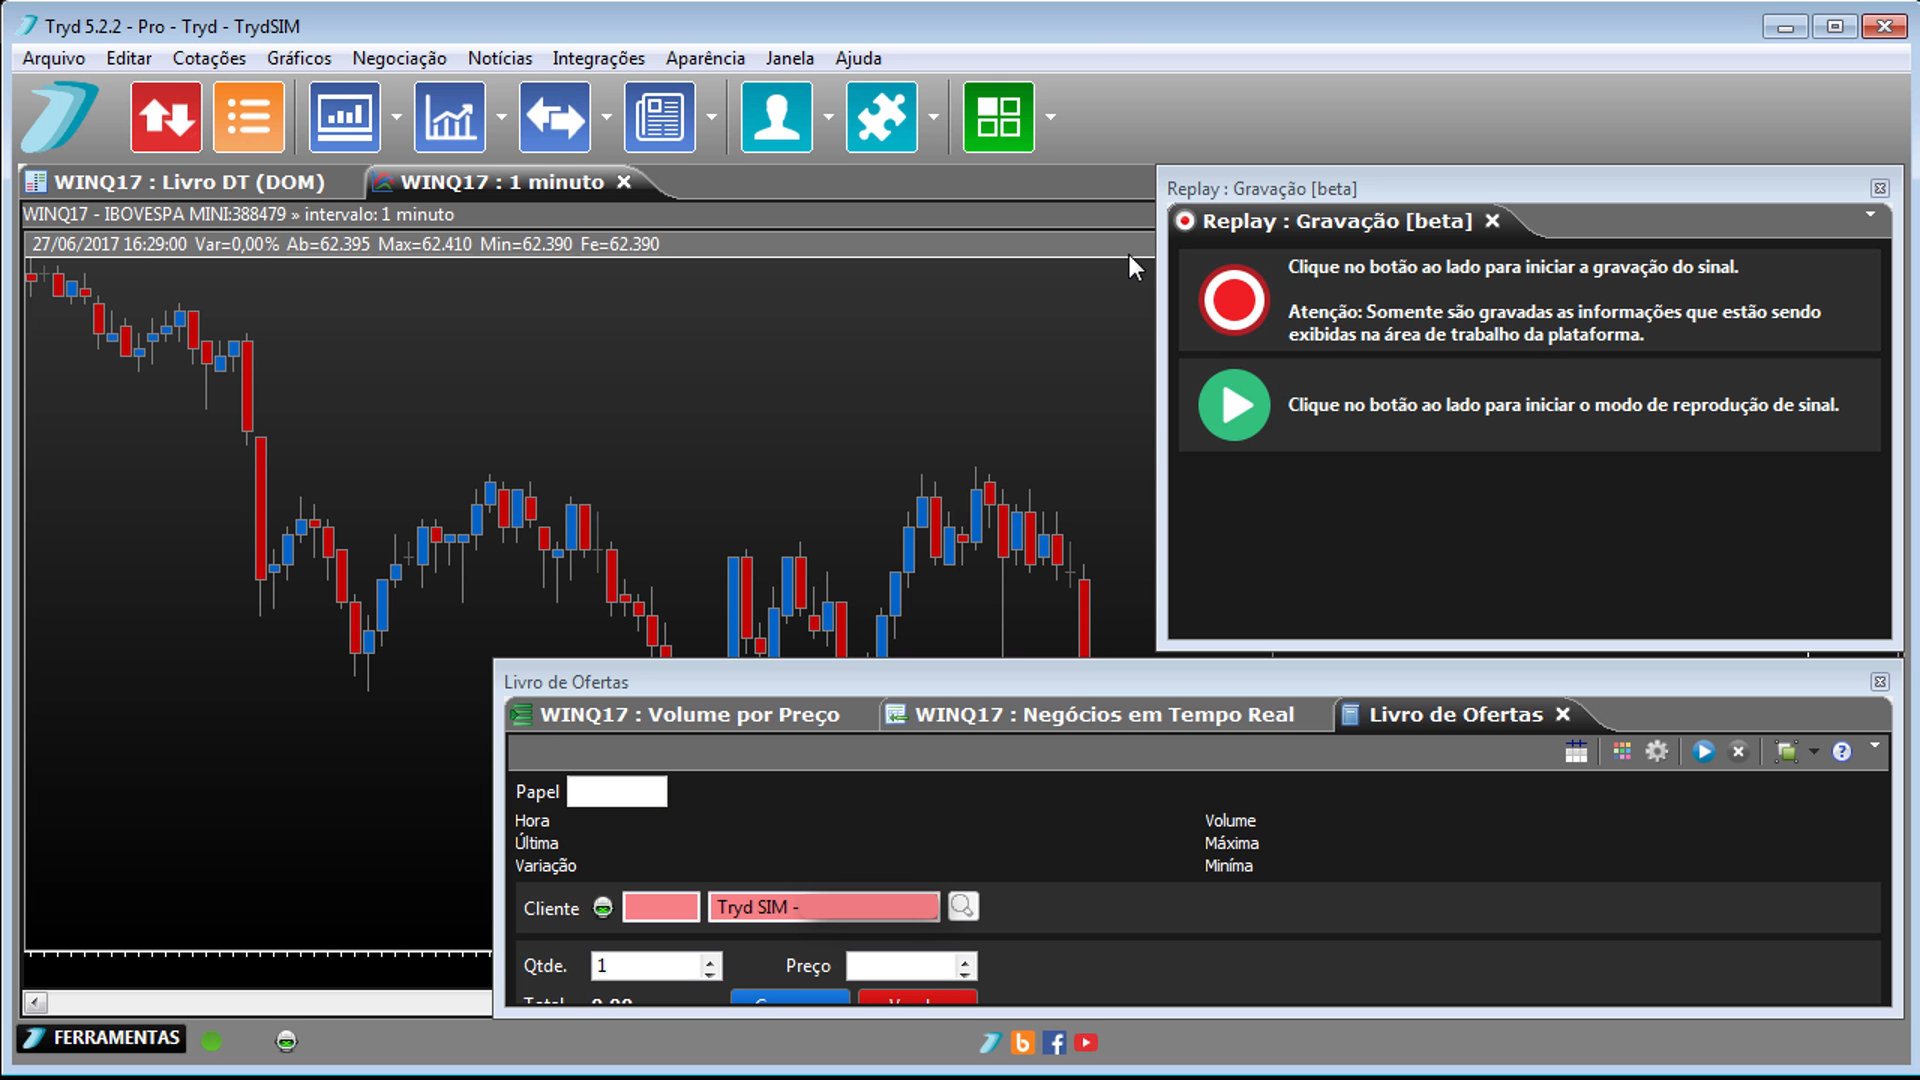 Tryd 5.2.2 - Pro - Tryd - TrydSIM
Arquivo Editar Cotações Gráficos Negociação Notícias Integrações Aparência Janela Ajuda
WINQ17 : Livro DT (DOM) WINQ17 : 1 minuto
WINQ17 - IBOVESPA MINI:388479 » intervalo: 1 minuto
27/06/2017 16:29:00 Var=0,00% Ab=62.395 Max=62.410 Min=62.390 Fe=62.390
Replay : Gravação [beta]
Replay : Gravação [beta]
Clique no botão ao lado para iniciar a gravação do sinal.
Atenção: Somente são gravadas as informações que estão sendo
exibidas na área de trabalho da plataforma.
Clique no botão ao lado para iniciar o modo de reprodução de sinal.
Livro de Ofertas
WINQ17 : Volume por Preço WINQ17 : Negócios em Tempo Real Livro de Ofertas
Papel
Hora Volume
Última Máxima
Variação Miníma
Cliente Tryd SIM -
Qtde. 1 Preço
FERRAMENTAS